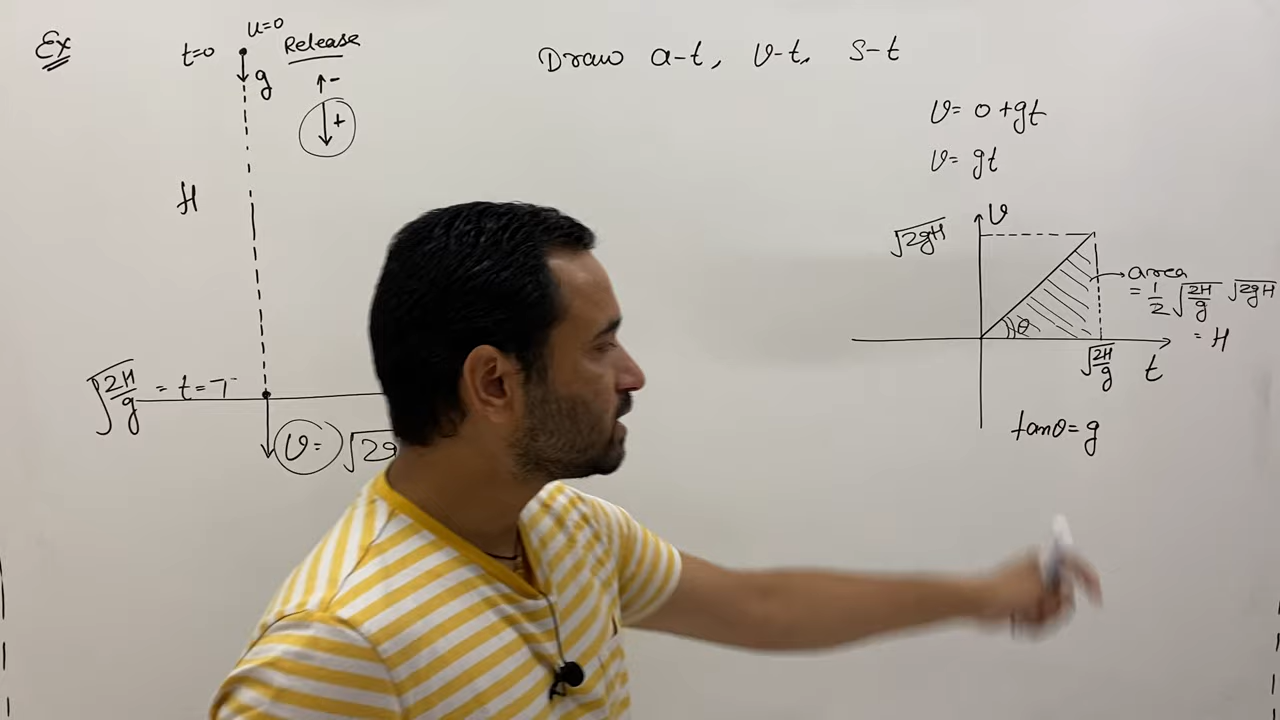 Ex
t=0
u=0
Release
g
↑ -
↓ +
H
√(2H/g) = t = T
v = √2g
Draw a-t, v-t, s-t
v = 0 + gt
v = gt
v
√2gH
θ
area
= 1/2 √(2H/g) √2gH
= H
√(2H/g)
t
tanθ = g